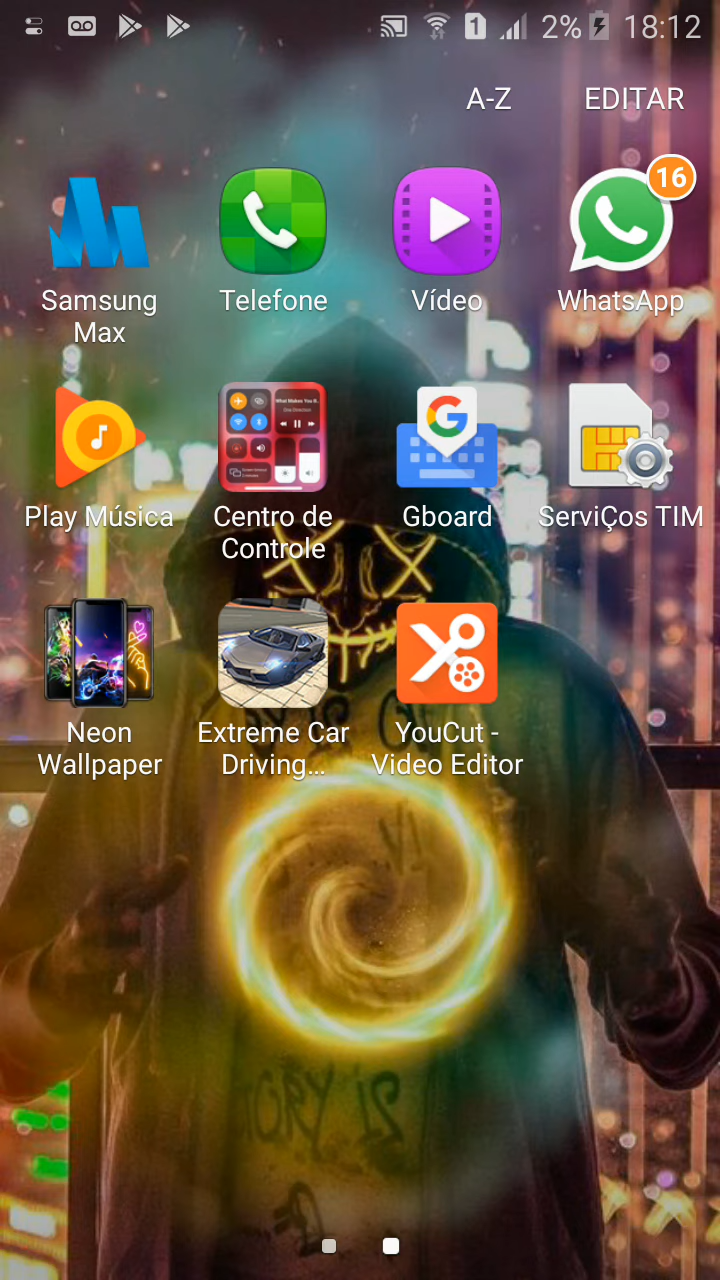 1 2% 18:12
A-Z EDITAR
16
Samsung Max
Telefone
Vídeo
WhatsApp
Play Música
Centro de Controle
Gboard
ServiÇos TIM
Neon Wallpaper
Extreme Car Driving...
YouCut - Video Editor